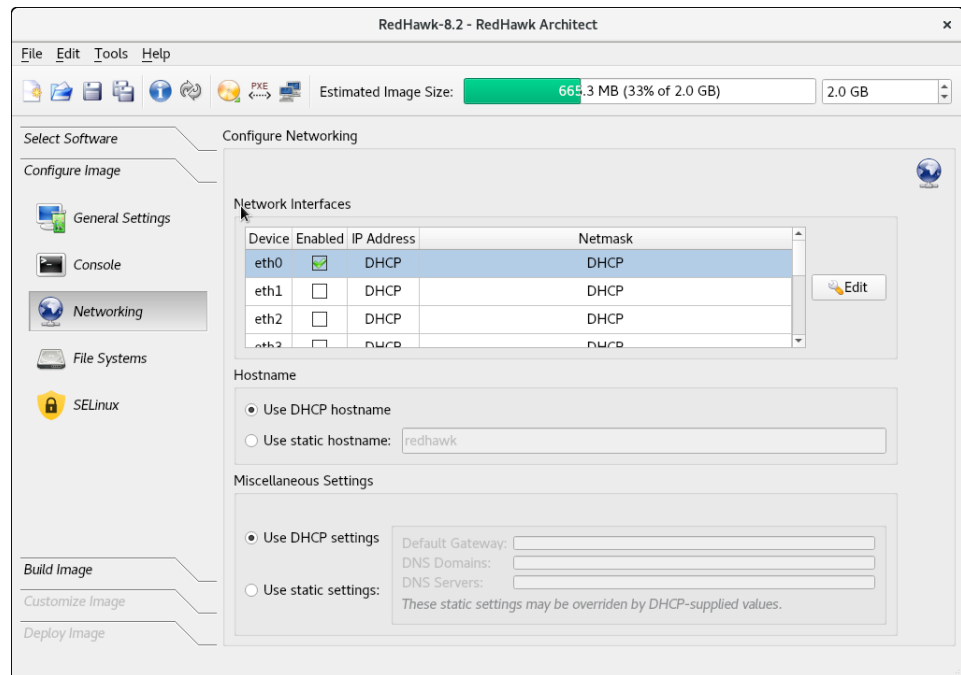 RedHawk-8.2 - RedHawk Architect
File Edit Tools Help
PXE
Estimated Image Size: 665.3 MB (33% of 2.0 GB) 2.0 GB
Select Software
Configure Image
General Settings
Console
Networking
File Systems
SELinux
Build Image
Customize Image
Deploy Image
Configure Networking
Network Interfaces
Device Enabled IP Address Netmask
eth0 DHCP DHCP
eth1 DHCP DHCP
eth2 DHCP DHCP
eth3 DHCP DHCP
Edit
Hostname
Use DHCP hostname
Use static hostname: redhawk
Miscellaneous Settings
Use DHCP settings
Use static settings:
Default Gateway:
DNS Domains:
DNS Servers:
These static settings may be overriden by DHCP-supplied values.